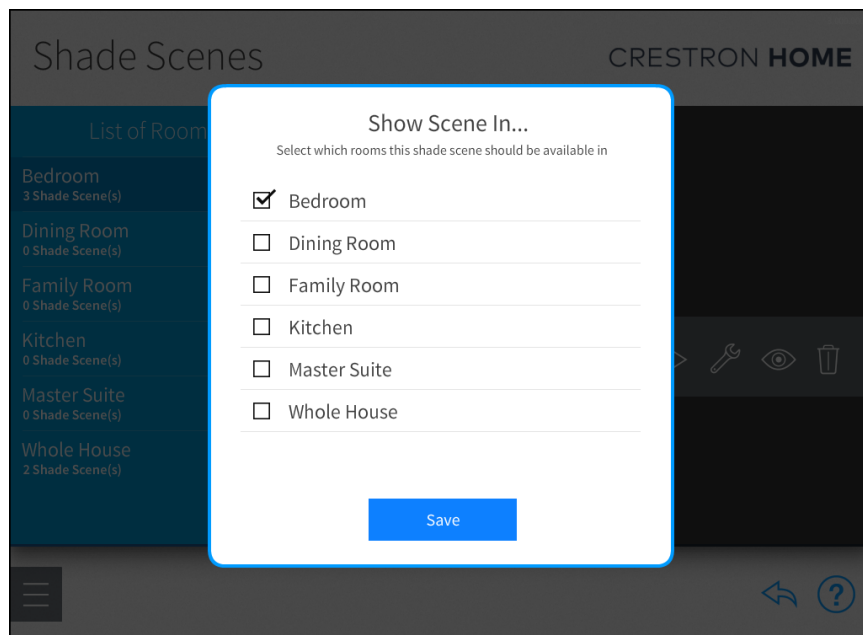 Shade Scenes
CRESTRON HOME
List of Room
Bedroom
3 Shade Scene(s)
Dining Room
0 Shade Scene(s)
Family Room
0 Shade Scene(s)
Kitchen
0 Shade Scene(s)
Master Suite
0 Shade Scene(s)
Whole House
2 Shade Scene(s)
Show Scene In...
Select which rooms this shade scene should be available in
Bedroom
Dining Room
Family Room
Kitchen
Master Suite
Whole House
Save
?